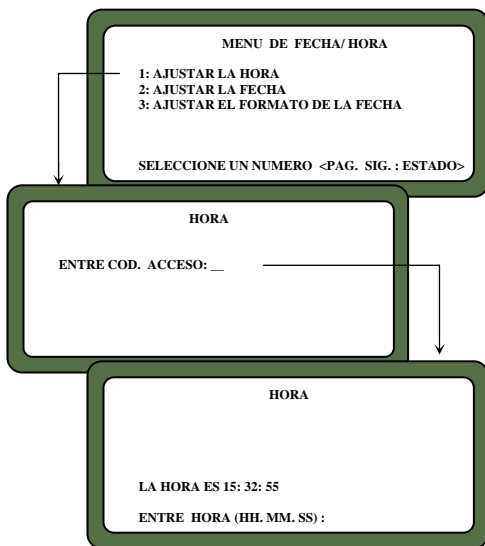 MENU DE FECHA/ HORA
1: AJUSTAR LA HORA
2: AJUSTAR LA FECHA
3: AJUSTAR EL FORMATO DE LA FECHA
SELECCIONE UN NUMERO <PAG. SIG. : ESTADO>
HORA
ENTRE COD. ACCESO: __
HORA
LA HORA ES 15: 32: 55
ENTRE HORA (HH. MM. SS) :